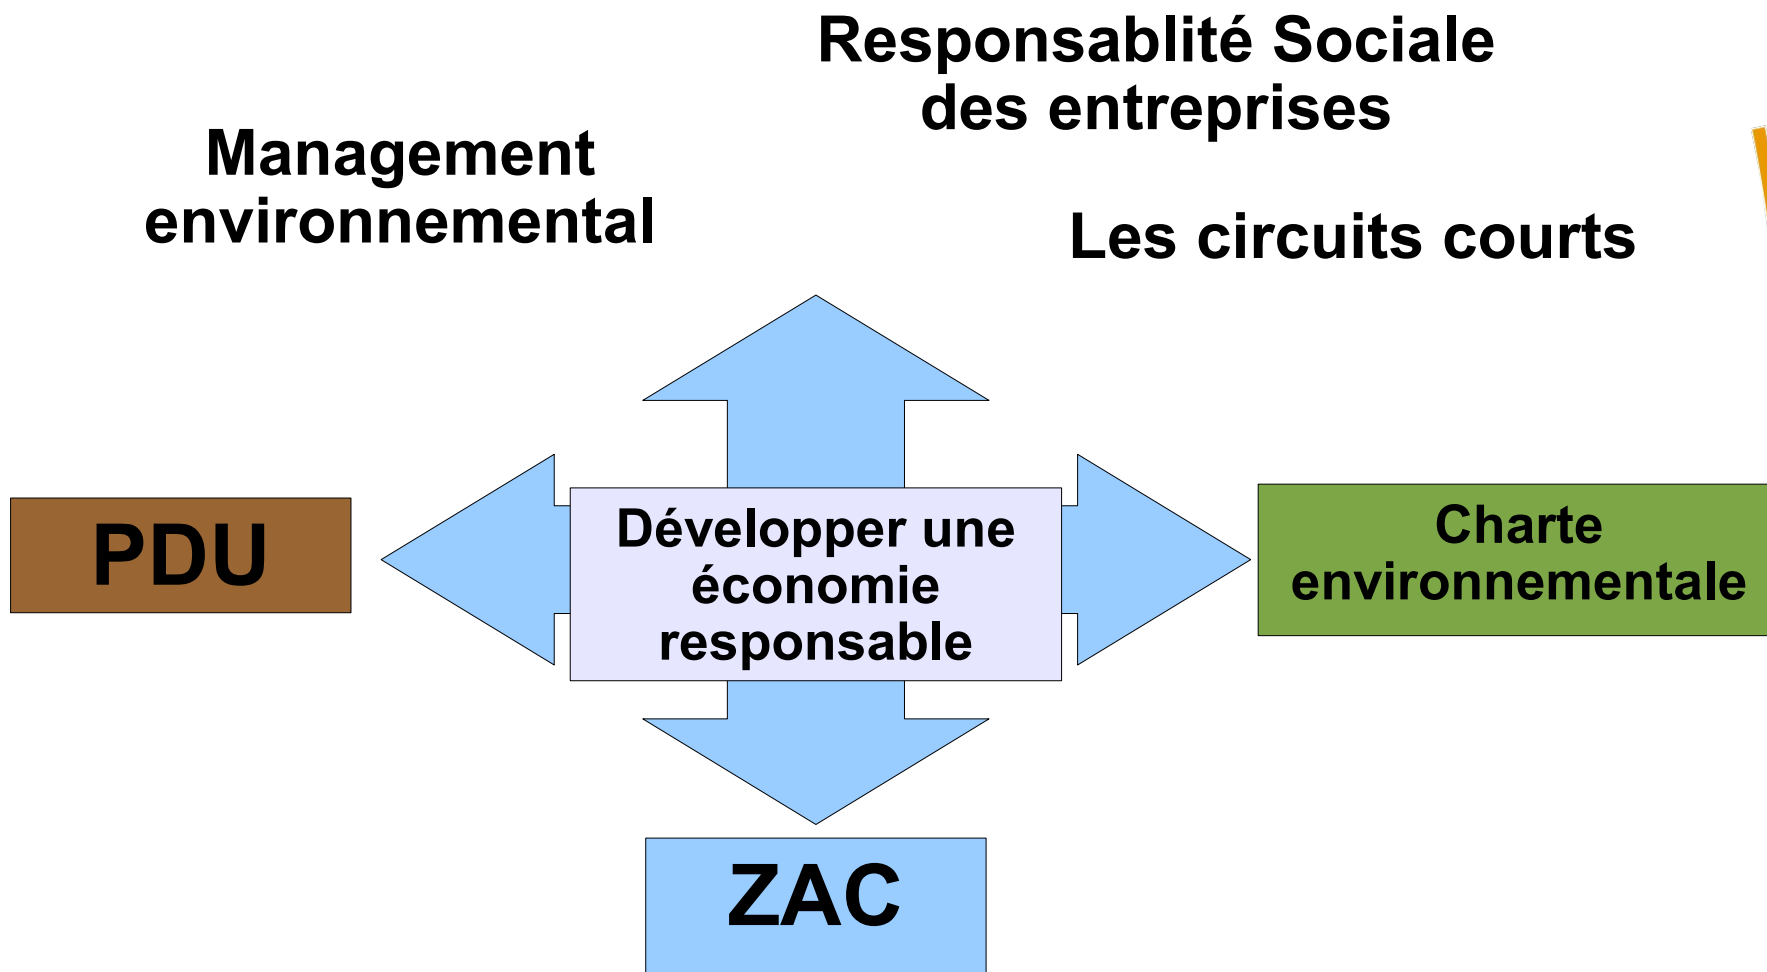 Responsablité Sociale
des entreprises
Management
environnemental
Les circuits courts
PDU
Développer une
économie
responsable
Charte
environnementale
ZAC